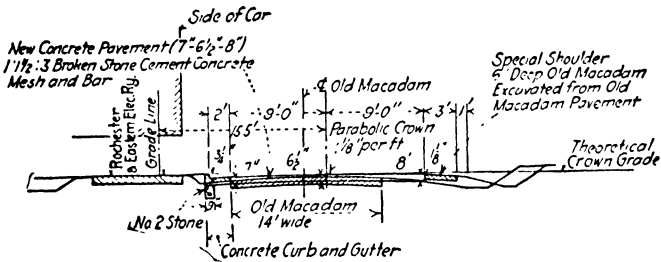 Side of Car
New Concrete Pavement (7"-6½"-8")
1:1½:3 Broken Stone Cement Concrete
Mesh and Bar
Rochester
& Eastern Elec. Ry.
Grade Line
℄ Old Macadam
Special Shoulder
6" Deep Old Macadam
Excavated from Old
Macadam Pavement
2' 9'-0" 9'-0" 3' 1'
15.5'
Parabolic Crown
⅛" per ft
7" 6½" 8'
Theoretical
Crown Grade
No. 2 Stone
Old Macadam
14' wide
Concrete Curb and Gutter